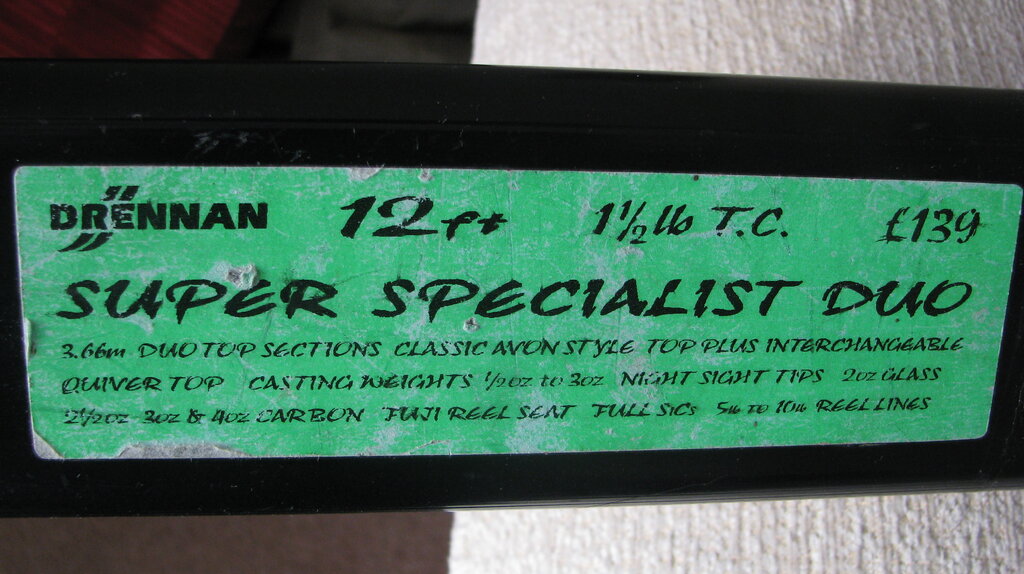 DRENNAN 12ft 1½lb T.C. £139
SUPER SPECIALIST DUO
3.66m DUO TOP SECTIONS CLASSIC AVON STYLE TOP PLUS INTERCHANGEABLE
QUIVER TOP CASTING WEIGHTS ½oz to 3oz NIGHT SIGHT TIPS 2oz GLASS
2½oz 3oz & 4oz CARBON FUJI REEL SEAT FULL SICs 5lb TO 10lb REEL LINES